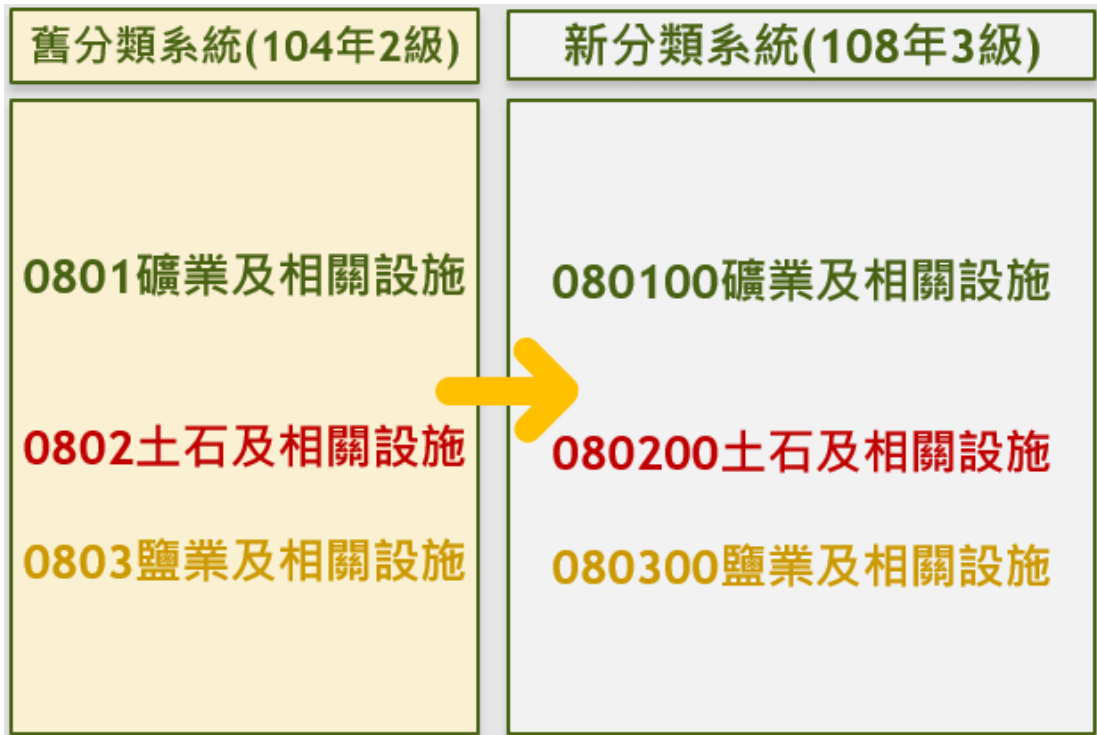 舊分類系統(104年2級)
新分類系統(108年3級)
0801礦業及相關設施
080100礦業及相關設施
0802土石及相關設施
080200土石及相關設施
0803鹽業及相關設施
080300鹽業及相關設施